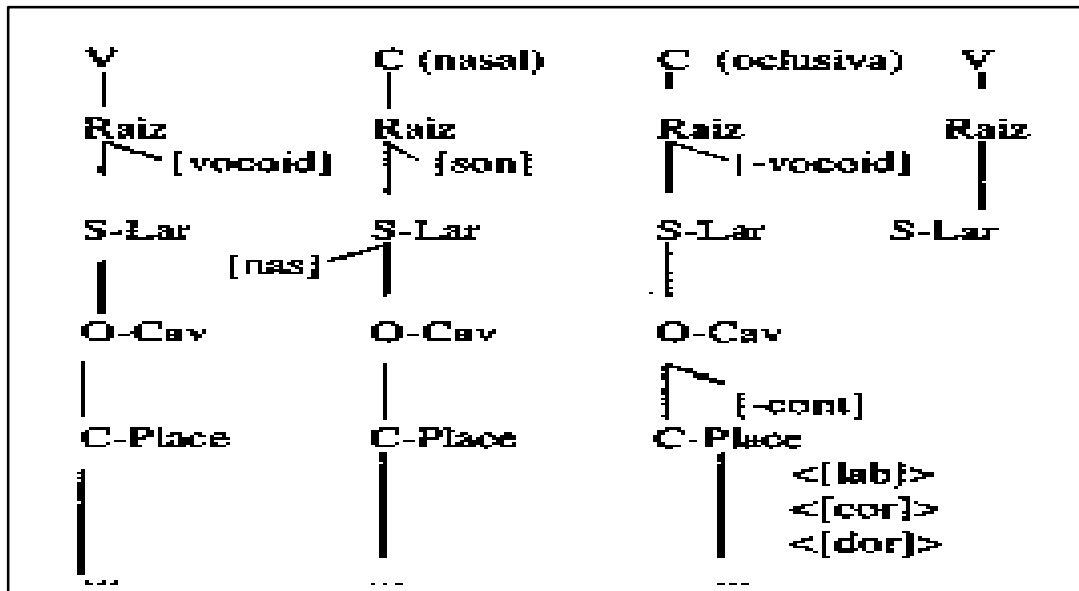 V C (nasal) C (oclusiva) V
Raiz Raiz Raiz Raiz
[vocoid] [son] [-vocoid]
S-Lar S-Lar S-Lar S-Lar
[nas]
O-Cav O-Cav O-Cav
[-cont]
C-Place C-Place C-Place
<[lab]>
<[cor]>
<[dor]>
... ... ...